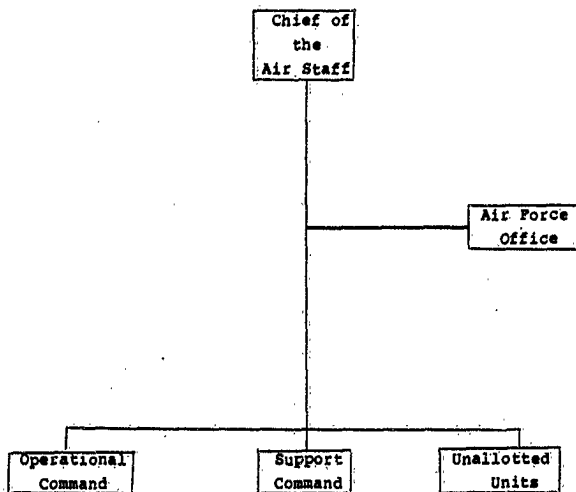 Chief of
the
Air Staff
Air Force
Office
Operational
Command
Support
Command
Unallotted
Units